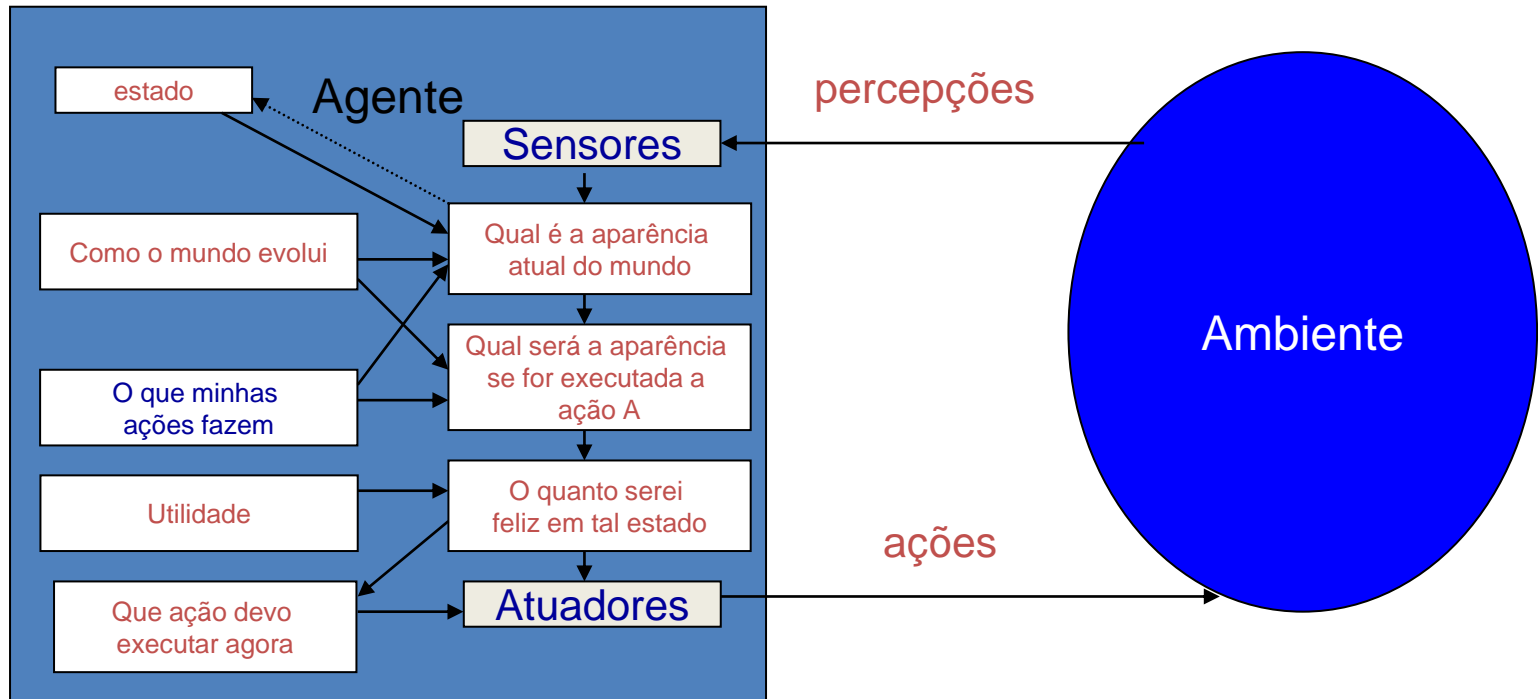 estado
Agente
percepções
Sensores
Como o mundo evolui
Qual é a aparência
atual do mundo
Qual será a aparência
se for executada a
ação A
Ambiente
O que minhas
ações fazem
Utilidade
O quanto serei
feliz em tal estado
ações
Que ação devo
executar agora
Atuadores